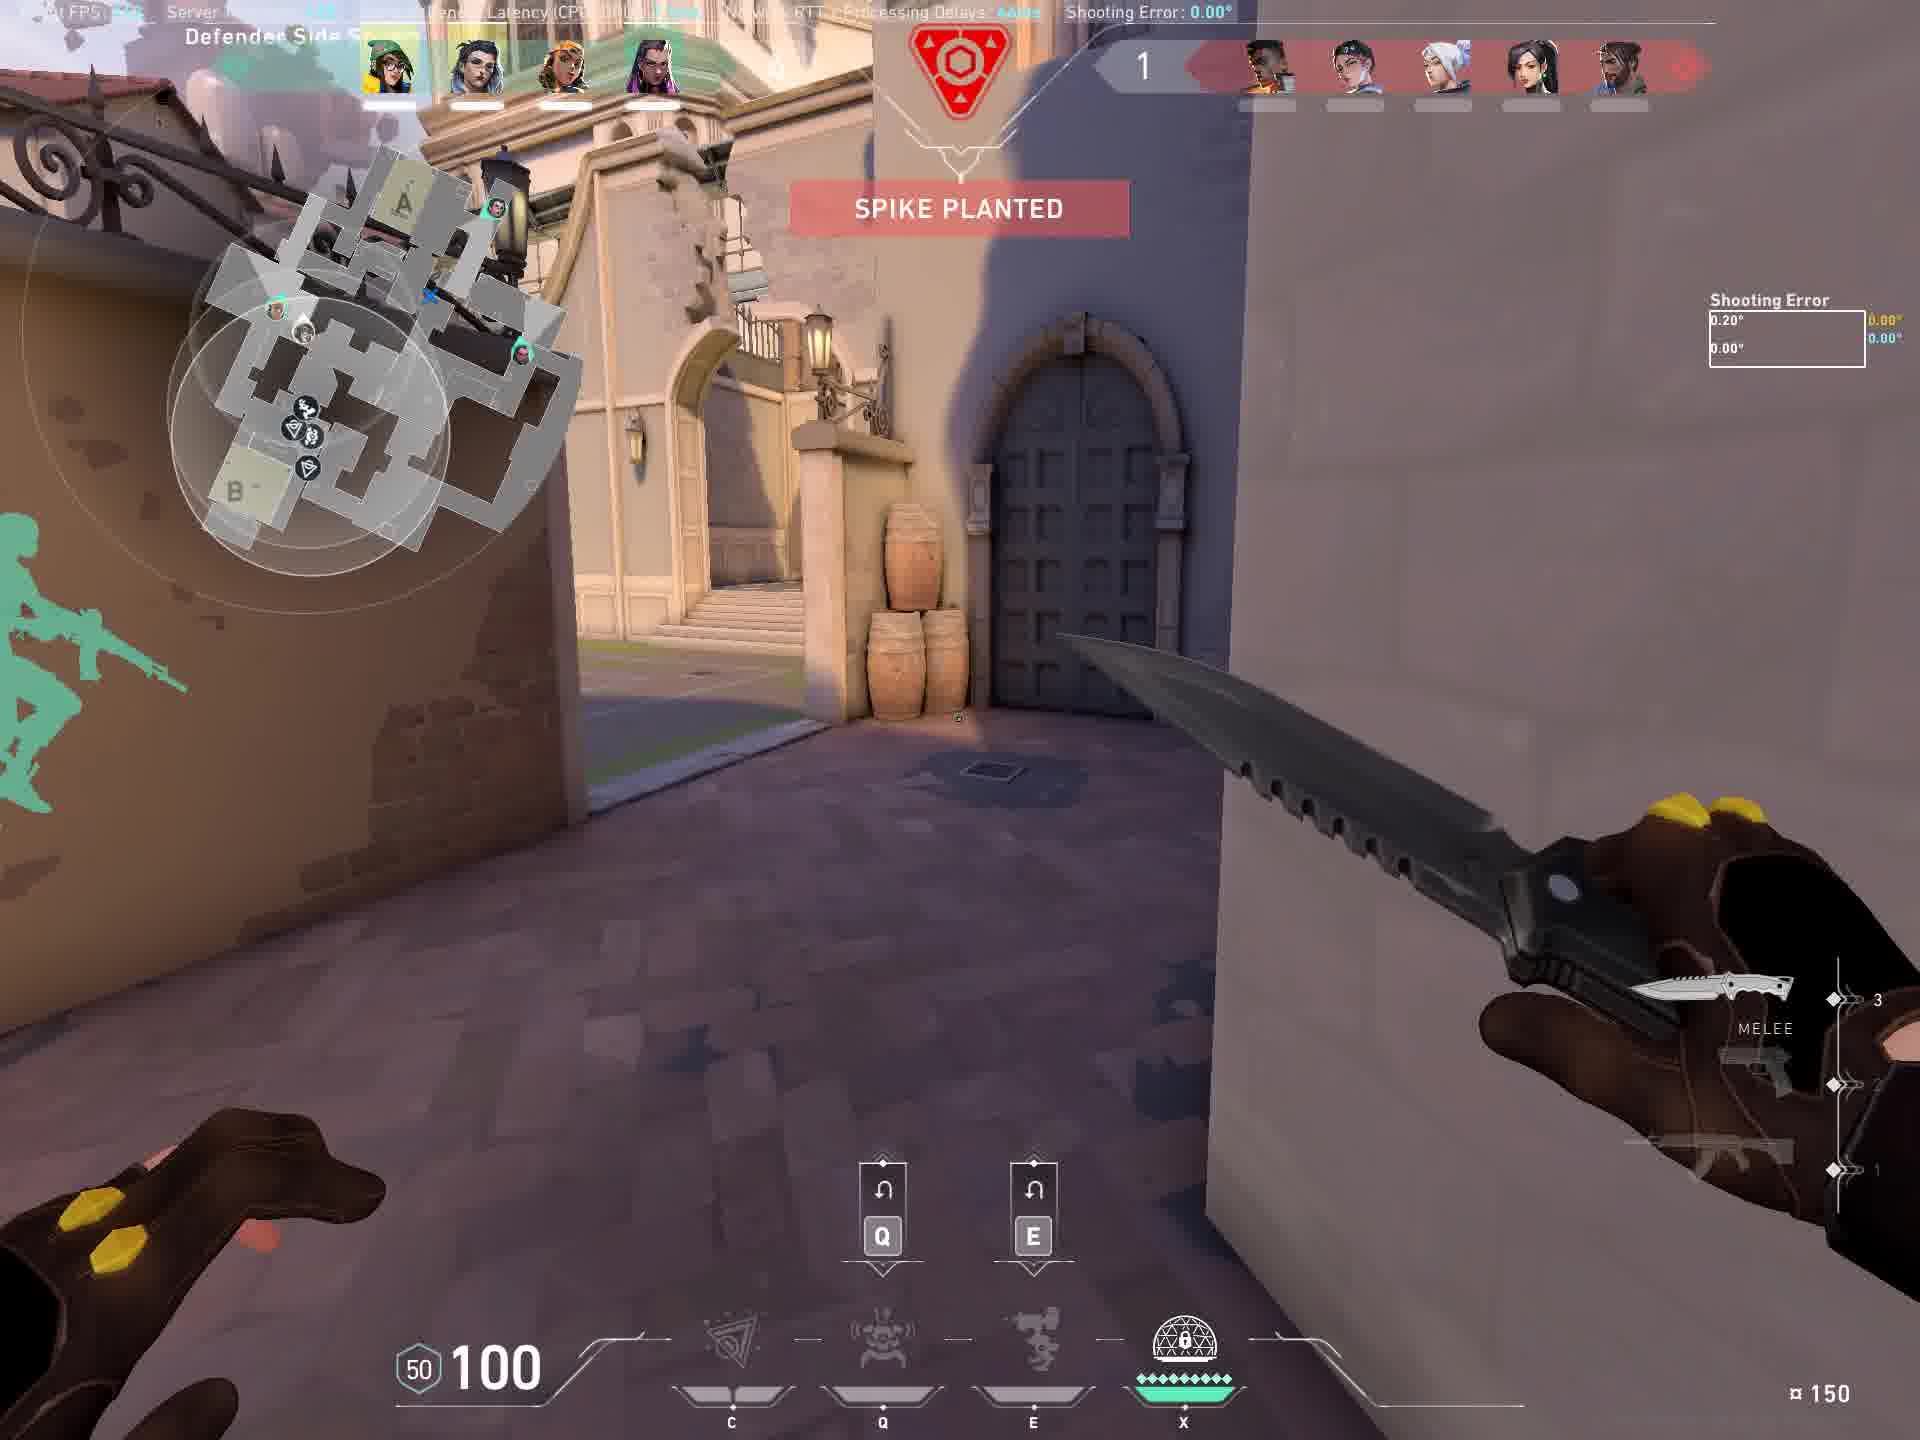 Shooting Error: 0.00°
Defender Side
1
SPIKE PLANTED
A
B
Shooting Error
0.20°
0.00°
0.00°
0.00°
3
MELEE
2
1
Q
E
50
100
C
Q
E
X
¤ 150